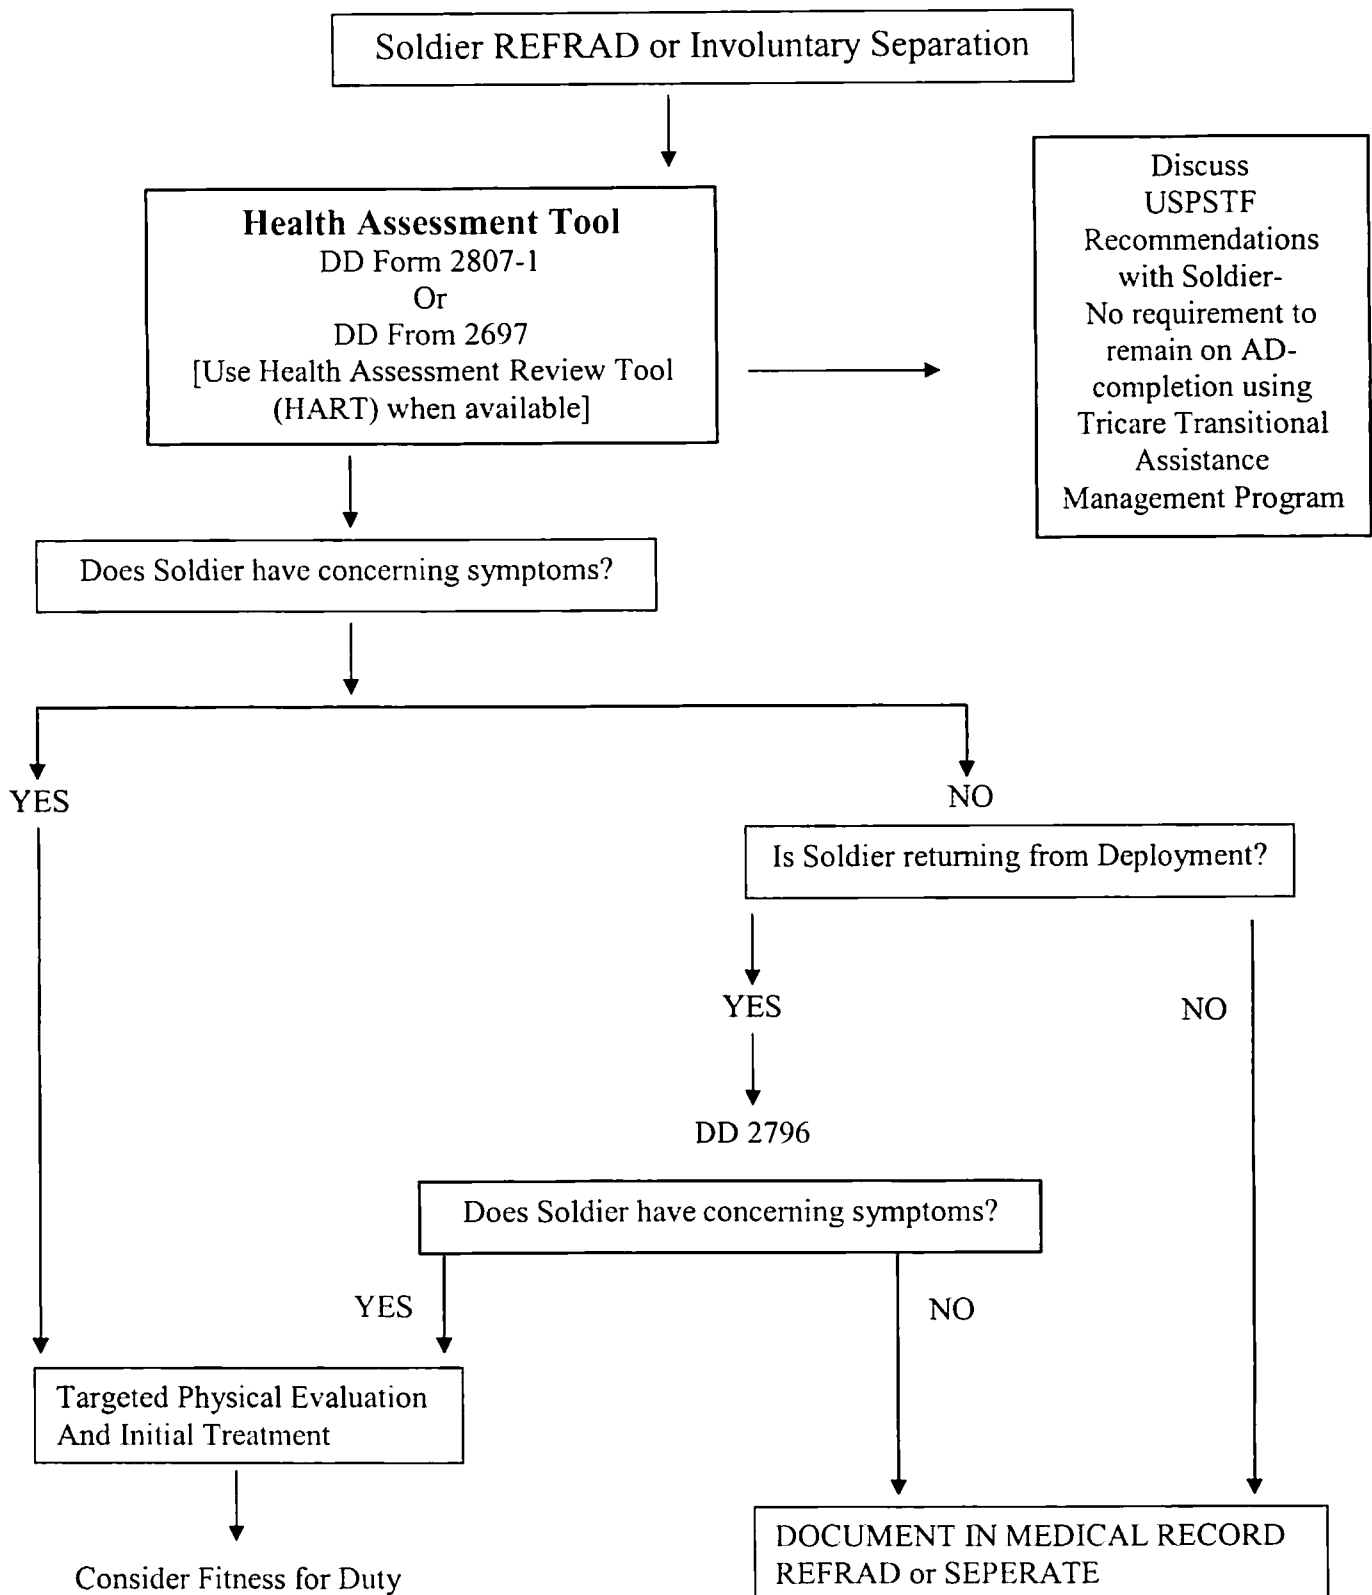 Soldier REFRAD or Involuntary Separation
Health Assessment Tool
DD Form 2807-1
Or
DD From 2697
[Use Health Assessment Review Tool
(HART) when available]
Discuss
USPSTF
Recommendations
with Soldier-
No requirement to
remain on AD-
completion using
Tricare Transitional
Assistance
Management Program
Does Soldier have concerning symptoms?
YES
NO
Is Soldier returning from Deployment?
YES
NO
DD 2796
Does Soldier have concerning symptoms?
YES
NO
Targeted Physical Evaluation
And Initial Treatment
Consider Fitness for Duty
DOCUMENT IN MEDICAL RECORD
REFRAD or SEPERATE